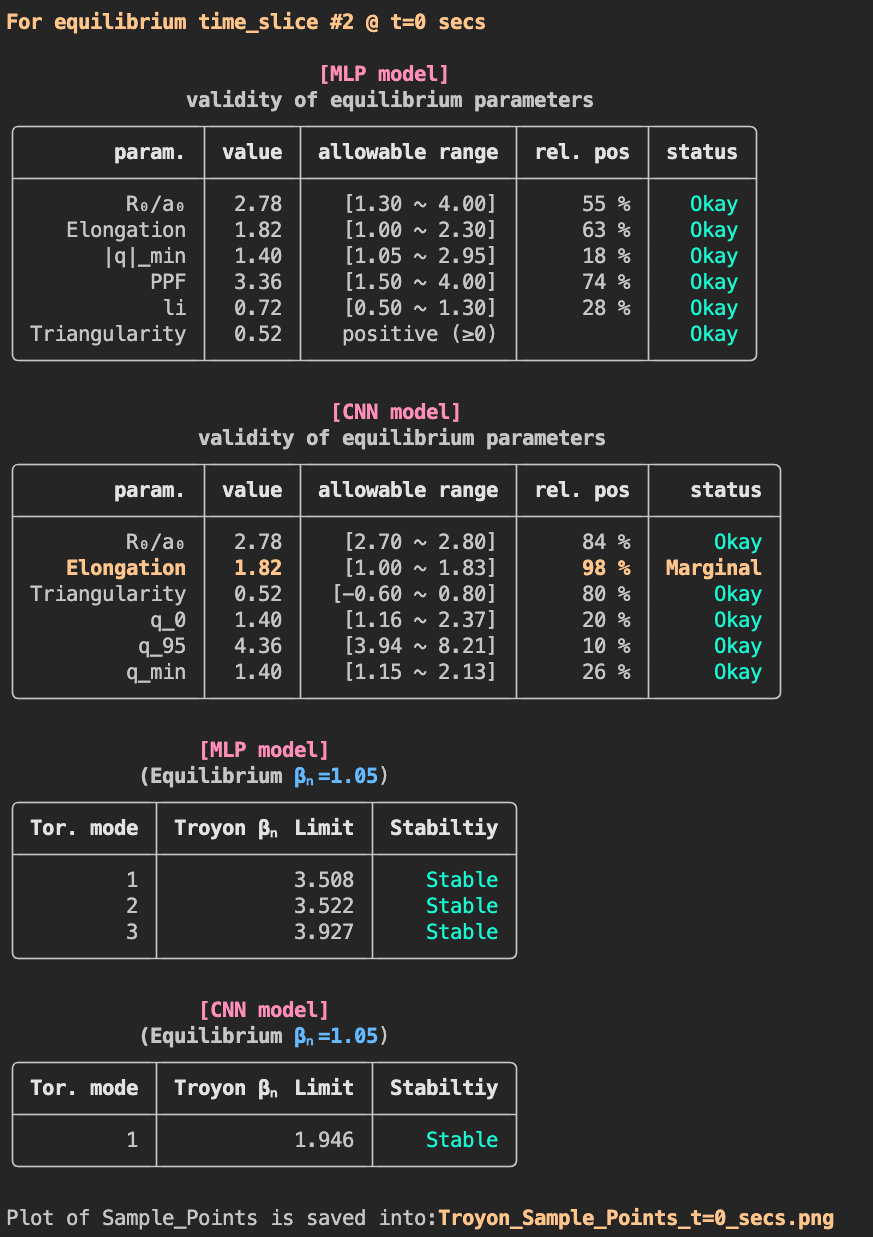 For equilibrium time_slice #2 @ t=0 secs
[MLP model]
validity of equilibrium parameters
param. value allowable range rel. pos status
R₀/a₀ 2.78 [1.30 ~ 4.00] 55 % Okay
Elongation 1.82 [1.00 ~ 2.30] 63 % Okay
|q|_min 1.40 [1.05 ~ 2.95] 18 % Okay
PPF 3.36 [1.50 ~ 4.00] 74 % Okay
li 0.72 [0.50 ~ 1.30] 28 % Okay
Triangularity 0.52 positive (≥0) Okay
[CNN model]
validity of equilibrium parameters
param. value allowable range rel. pos status
R₀/a₀ 2.78 [2.70 ~ 2.80] 84 % Okay
Elongation 1.82 [1.00 ~ 1.83] 98 % Marginal
Triangularity 0.52 [−0.60 ~ 0.80] 80 % Okay
q_0 1.40 [1.16 ~ 2.37] 20 % Okay
q_95 4.36 [3.94 ~ 8.21] 10 % Okay
q_min 1.40 [1.15 ~ 2.13] 26 % Okay
[MLP model]
(Equilibrium βₙ=1.05)
Tor. mode Troyon βₙ Limit Stabiltiy
1 3.508 Stable
2 3.522 Stable
3 3.927 Stable
[CNN model]
(Equilibrium βₙ=1.05)
Tor. mode Troyon βₙ Limit Stabiltiy
1 1.946 Stable
Plot of Sample_Points is saved into:Troyon_Sample_Points_t=0_secs.png